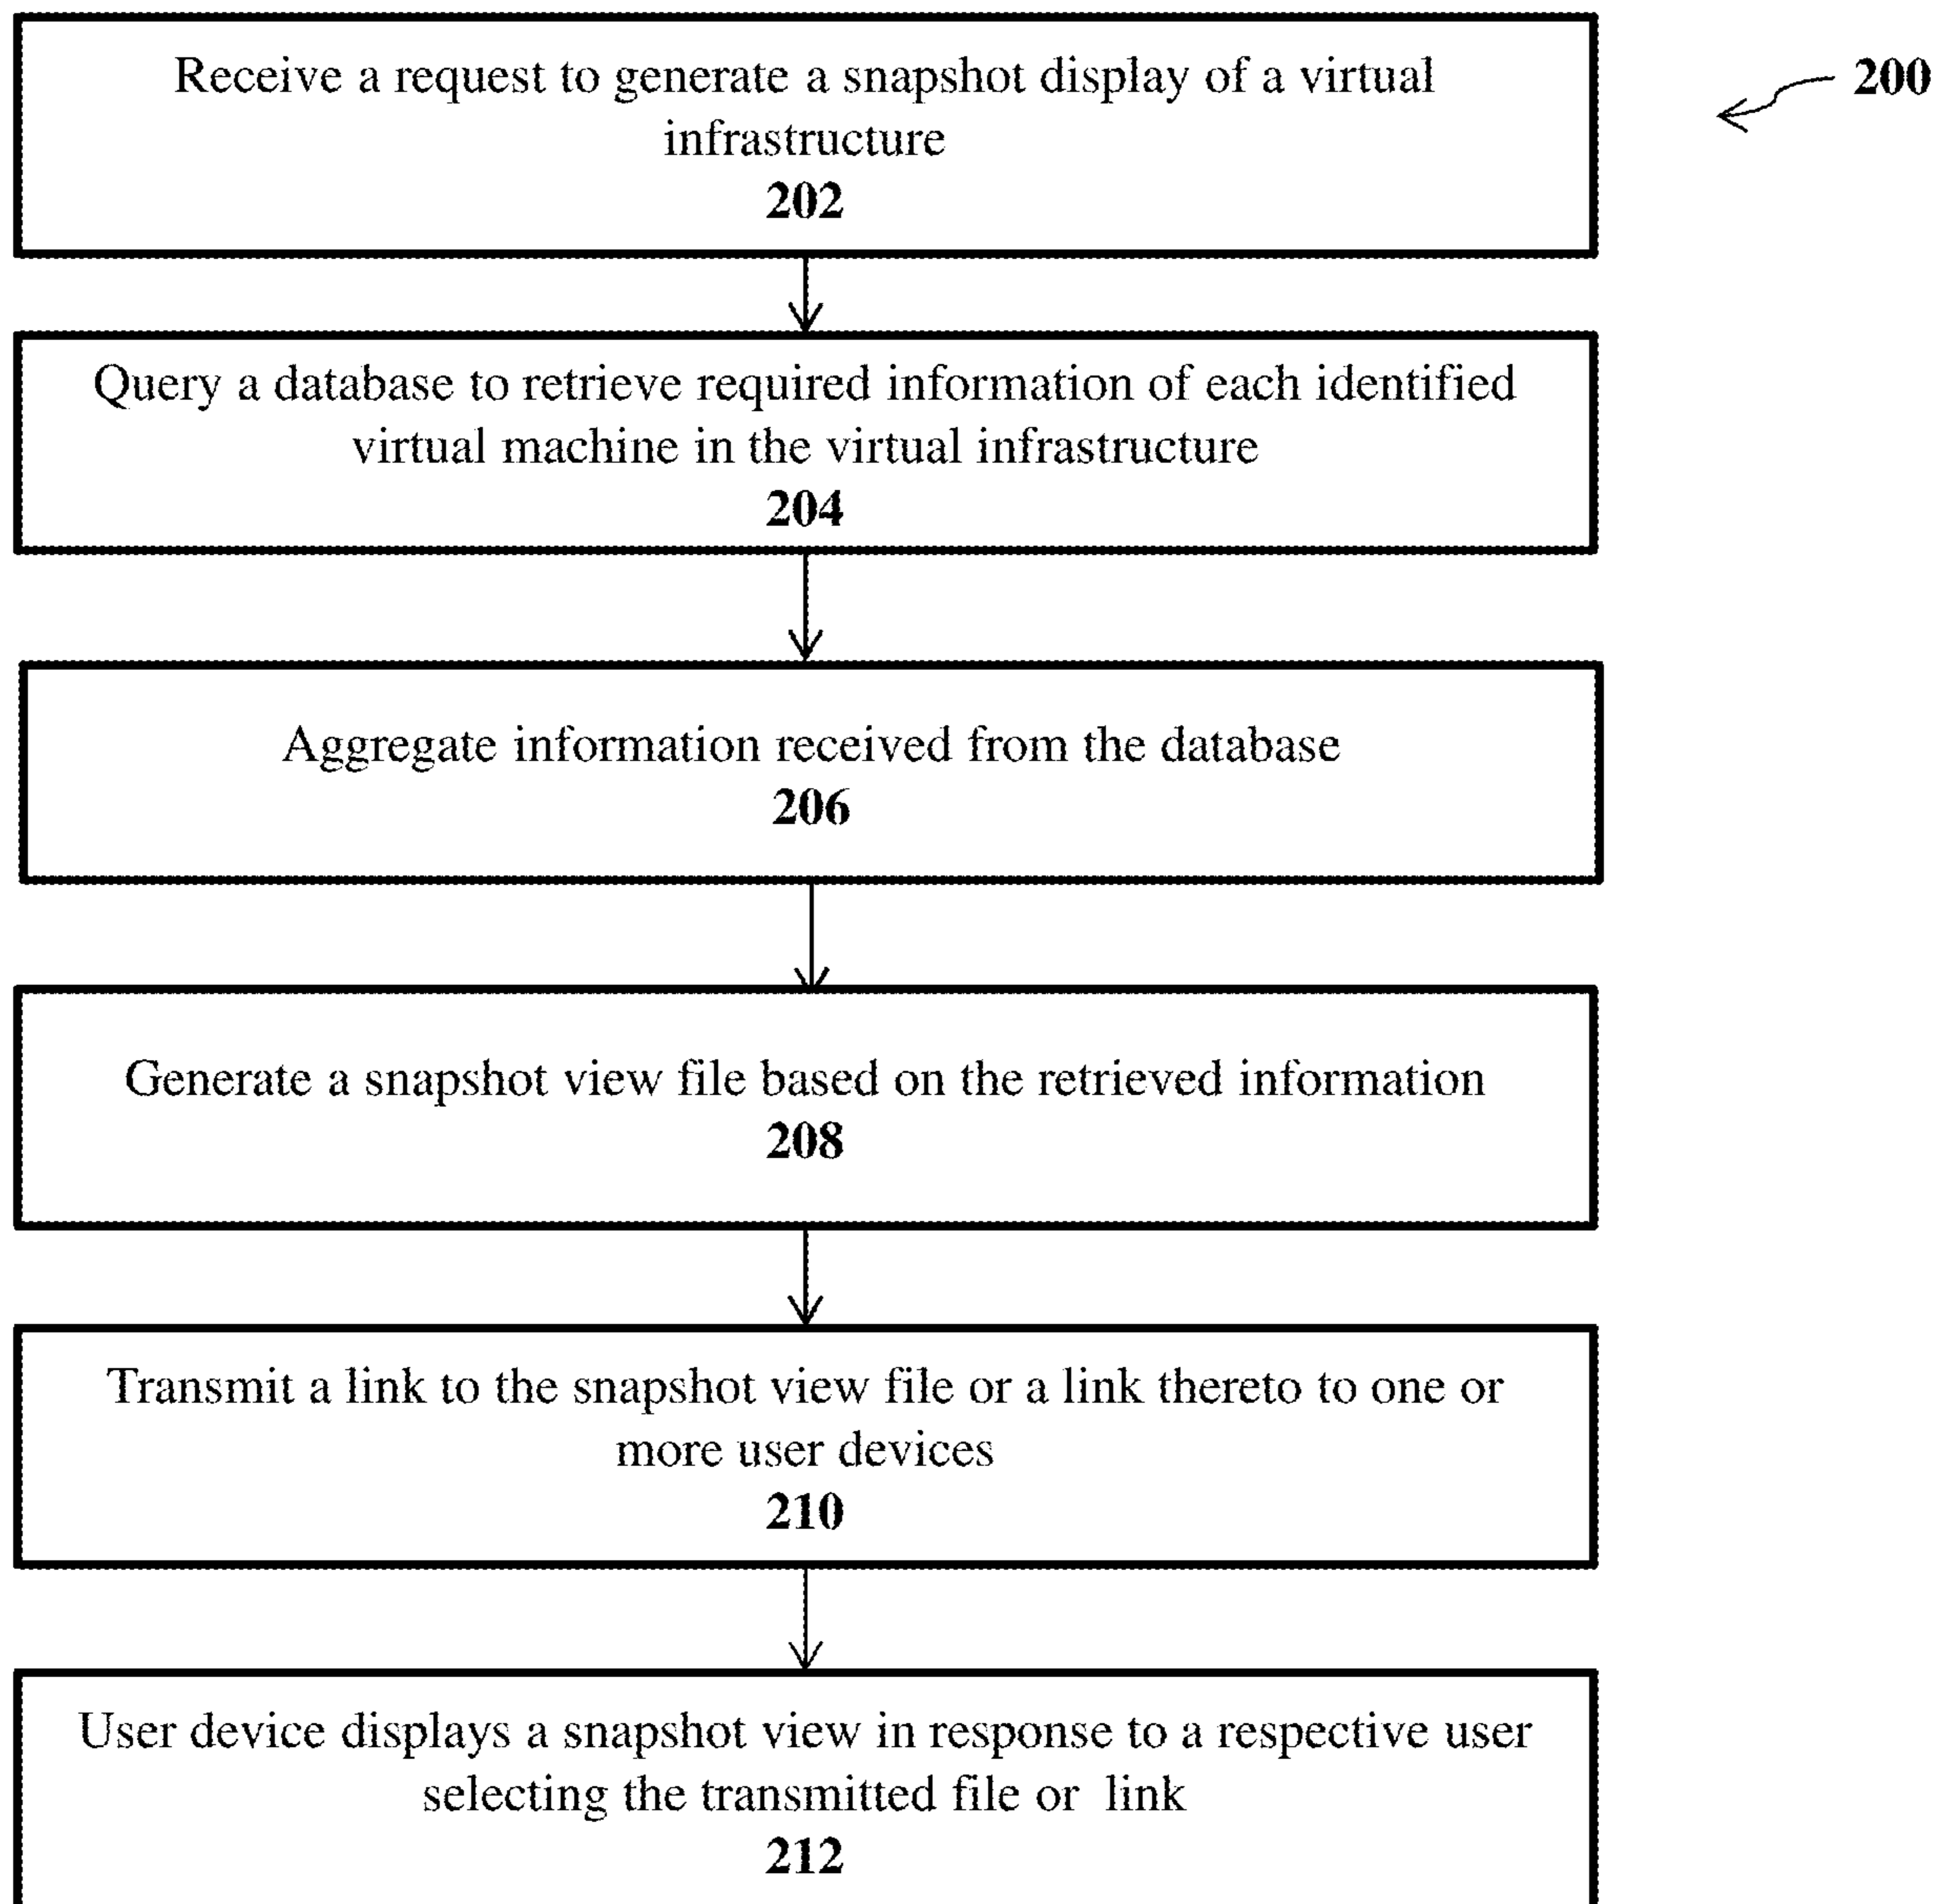 Receive a request to generate a snapshot display of a virtual
infrastructure
202
200
Query a database to retrieve required information of each identified
virtual machine in the virtual infrastructure
204
Aggregate information received from the database
206
Generate a snapshot view file based on the retrieved information
208
Transmit a link to the snapshot view file or a link thereto to one or
more user devices
210
User device displays a snapshot view in response to a respective user
selecting the transmitted file or link
212